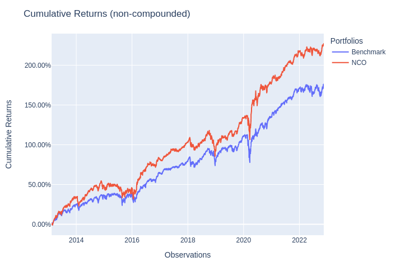 Cumulative Returns (non-compounded)
Portfolios
Benchmark
NCO
Cumulative Returns
200.00%
150.00%
100.00%
50.00%
0.00%
2014
2016
2018
2020
2022
Observations